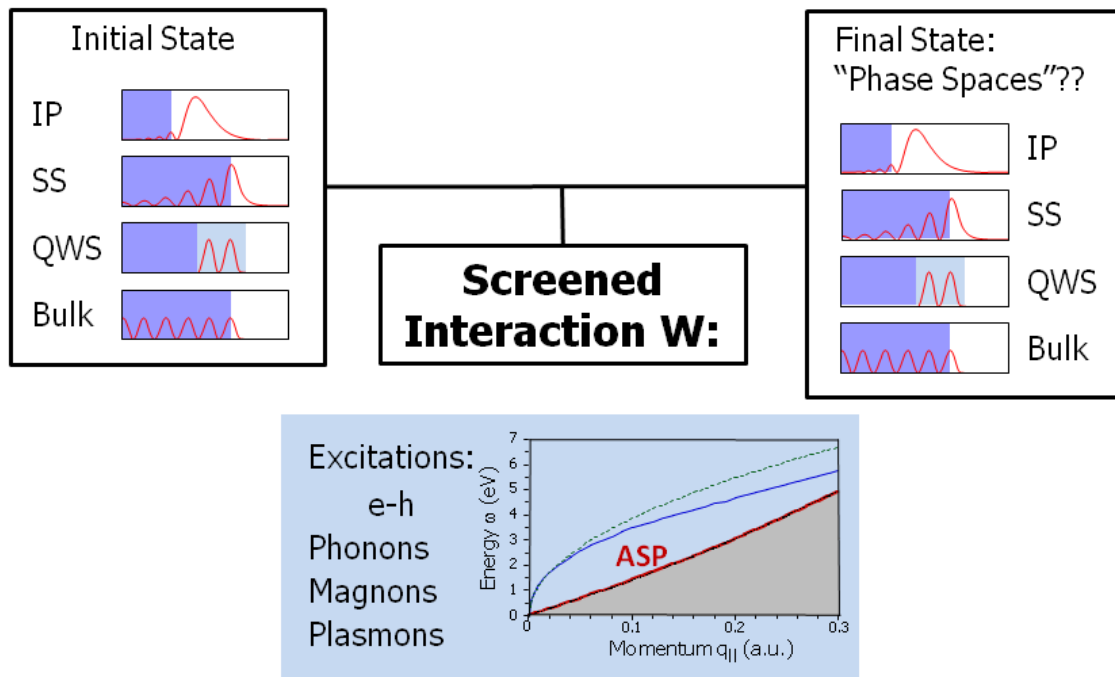 Initial State
IP
SS
QWS
Bulk
Final State:
“Phase Spaces”??
IP
SS
QWS
Bulk
Screened
Interaction W:
Excitations:
e-h
Phonons
Magnons
Plasmons
Energy ω (eV)
7
6
5
4
3
2
1
0
ASP
0
0.1
0.2
0.3
Momentum q|| (a.u.)